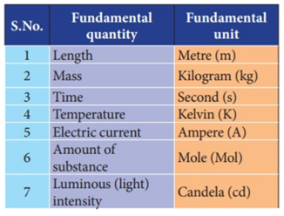 S.No. Fundamental quantity Fundamental unit
1 Length Metre (m)
2 Mass Kilogram (kg)
3 Time Second (s)
4 Temperature Kelvin (K)
5 Electric current Ampere (A)
6 Amount of substance Mole (Mol)
7 Luminous (light) intensity Candela (cd)